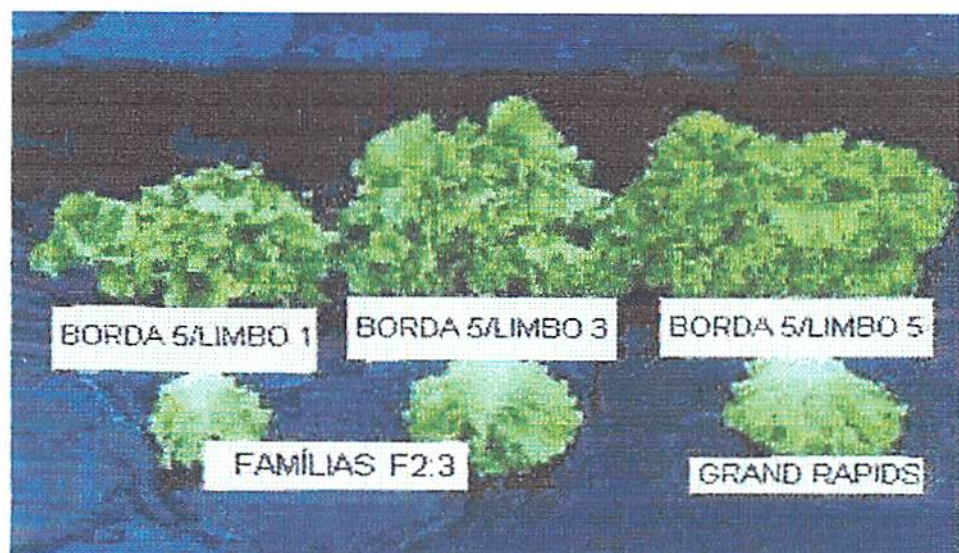 BORDA 5/LIMBO 1
BORDA 5/LIMBO 3
BORDA 5/LIMBO 5
FAMÍLIAS F2:3
GRAND RAPIDS